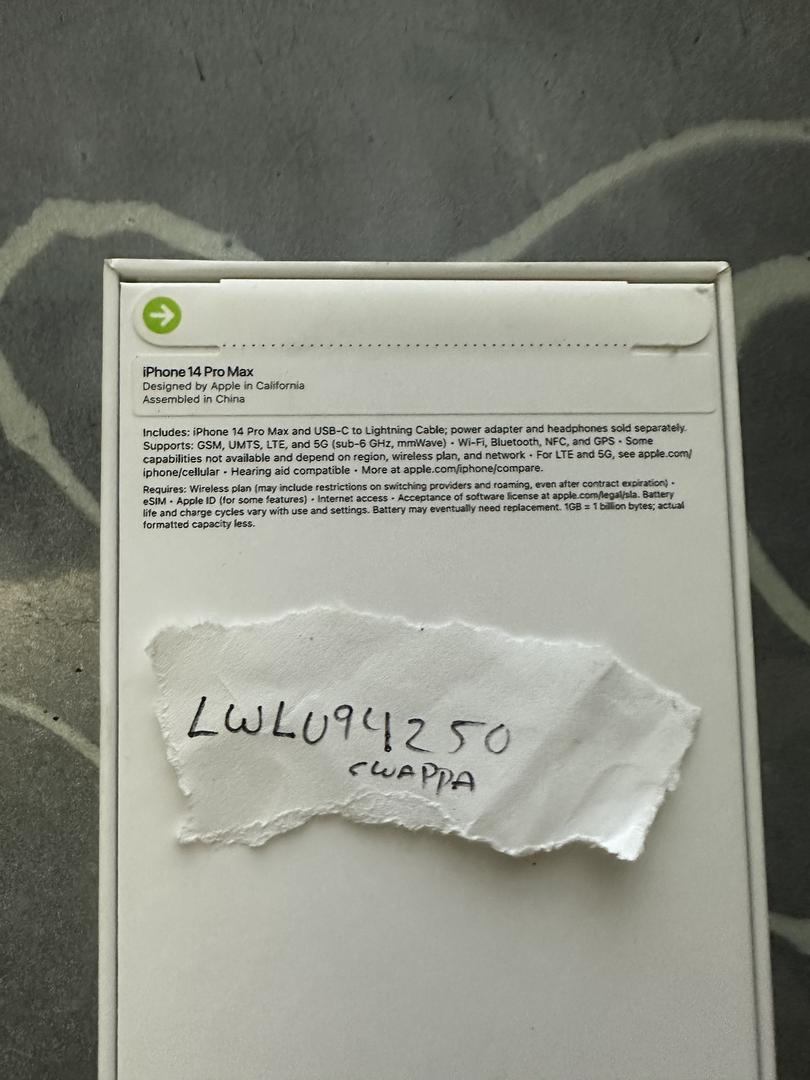 iPhone 14 Pro Max
Designed by Apple in California
Assembled in China
Includes: iPhone 14 Pro Max and USB-C to Lightning Cable; power adapter and headphones sold separately.
Supports: GSM, UMTS, LTE, and 5G (sub-6 GHz, mmWave) • Wi-Fi, Bluetooth, NFC, and GPS • Some
capabilities not available and depend on region, wireless plan, and network • For LTE and 5G, see apple.com/
iphone/cellular • Hearing aid compatible • More at apple.com/iphone/compare.
Requires: Wireless plan (may include restrictions on switching providers and roaming, even after contract expiration) •
eSIM • Apple ID (for some features) • Internet access • Acceptance of software license at apple.com/legal/sla. Battery
life and charge cycles vary with use and settings. Battery may eventually need replacement. 1GB = 1 billion bytes; actual
formatted capacity less.
LWLU94250
SWAPPA